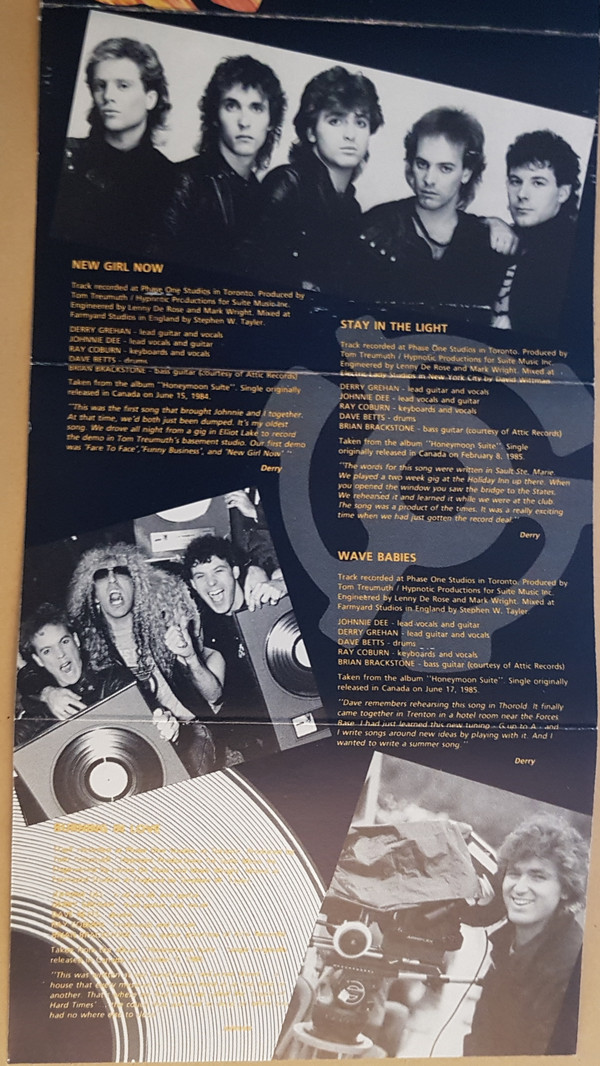 NEW GIRL NOW
Track recorded at Phase One Studios in Toronto. Produced by
Tom Treumuth / Hypnotic Productions for Suite Music Inc.
Engineered by Lenny De Rose and Mark Wright. Mixed at
Farmyard Studios in England by Stephen W. Tayler.
DERRY GREHAN - lead guitar and vocals
JOHNNIE DEE - lead vocals and guitar
RAY COBURN - keyboards and vocals
DAVE BETTS - drums
BRIAN BRACKSTONE - bass guitar (courtesy of Attic Records)
Taken from the album "Honeymoon Suite". Single originally
released in Canada on June 15, 1984.
"This was the first song that brought Johnnie and I together.
At that time, we'd both just been dumped. It's my oldest
song. We drove all night from a gig in Elliot Lake to record
the demo in Tom Treumuth's basement studio. Our first demo
was 'Fare To Face', 'Funny Business', and 'New Girl Now'."
Derry
STAY IN THE LIGHT
Track recorded at Phase One Studios in Toronto. Produced by
Tom Treumuth / Hypnotic Productions for Suite Music Inc.
Engineered by Lenny De Rose and Mark Wright. Mixed at
Electric Lady Studios in New York City by David Wittman.
DERRY GREHAN - lead guitar and vocals
JOHNNIE DEE - lead vocals and guitar
RAY COBURN - keyboards and vocals
DAVE BETTS - drums
BRIAN BRACKSTONE - bass guitar (courtesy of Attic Records)
Taken from the album "Honeymoon Suite". Single
originally released in Canada on February 8, 1985.
"The words for this song were written in Sault Ste. Marie.
We played a two week gig at the Holiday Inn up there. When
you opened the window you saw the bridge to the States.
We rehearsed it and learned it while we were at the club.
The song was a product of the times. It was a really exciting
time when we had just gotten the record deal."
Derry
WAVE BABIES
Track recorded at Phase One Studios in Toronto. Produced by
Tom Treumuth / Hypnotic Productions for Suite Music Inc.
Engineered by Lenny De Rose and Mark Wright. Mixed at
Farmyard Studios in England by Stephen W. Tayler.
JOHNNIE DEE - lead vocals and guitar
DERRY GREHAN - lead guitar and vocals
DAVE BETTS - drums
RAY COBURN - keyboards and vocals
BRIAN BRACKSTONE - bass guitar (courtesy of Attic Records)
Taken from the album "Honeymoon Suite". Single originally
released in Canada on June 17, 1985.
"Dave remembers rehearsing this song in Thorold. It finally
came together in Trenton in a hotel room near the Forces
Base. I had just learned this new tuning - G up to A - and
I write songs around new ideas by playing with it. And I
wanted to write a summer song."
Derry
Taken
released
"This was
house that
another. That
Hard Times'
had no where